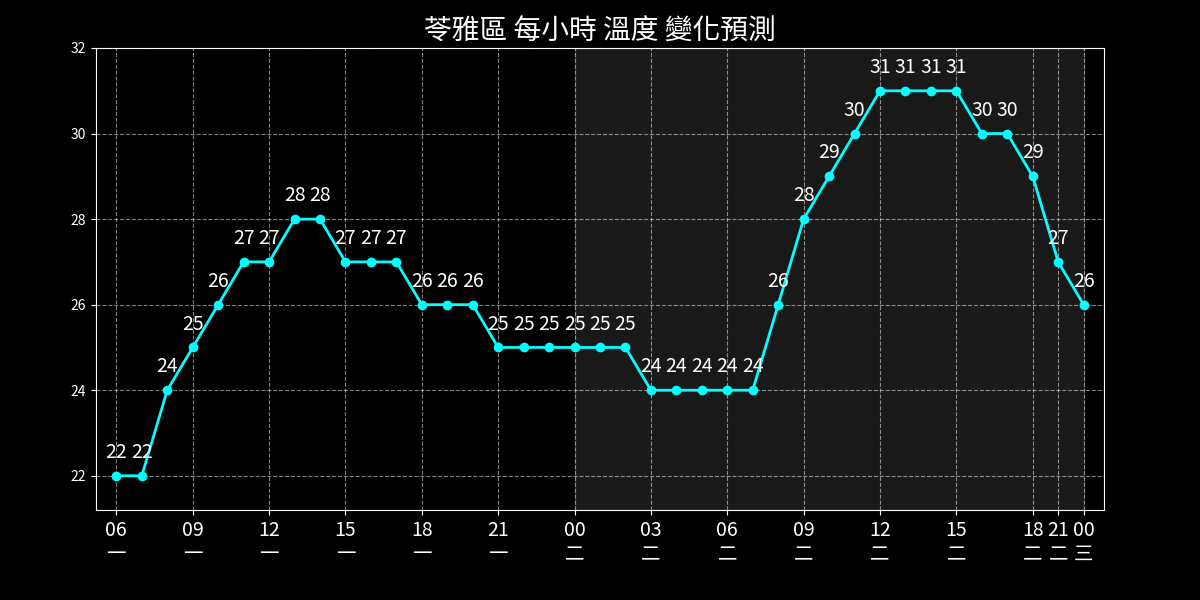 苓雅區 每小時 溫度 變化預測
32
31 31 31 31
30 30 30 30
29 29
28 28 28 28
27 27 27 27 27 27
26 26 26 26 26 26 26
25 25 25 25 25 25 25
24 24 24 24 24 24 24
22 22 22
06 09 12 15 18 21 00 03 06 09 12 15 18 21 00
一 一 一 一 一 一 二 二 二 二 二 二 二 二 三